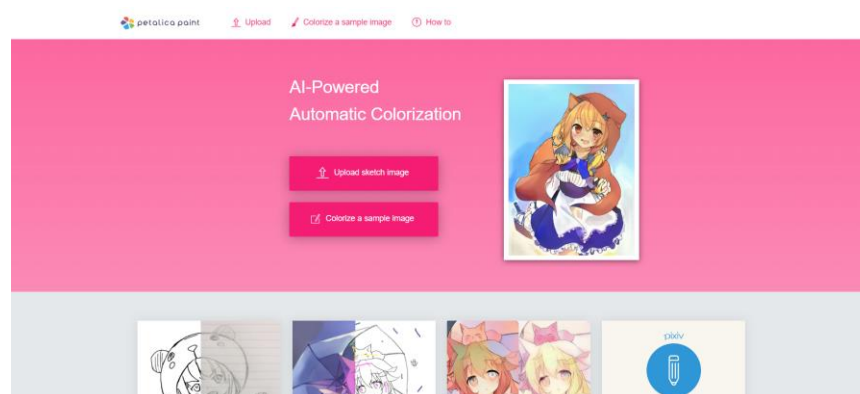 petalica paint
Upload
Colorize a sample image
How to
AI-Powered
Automatic Colorization
Upload sketch image
Colorize a sample image
pixiv